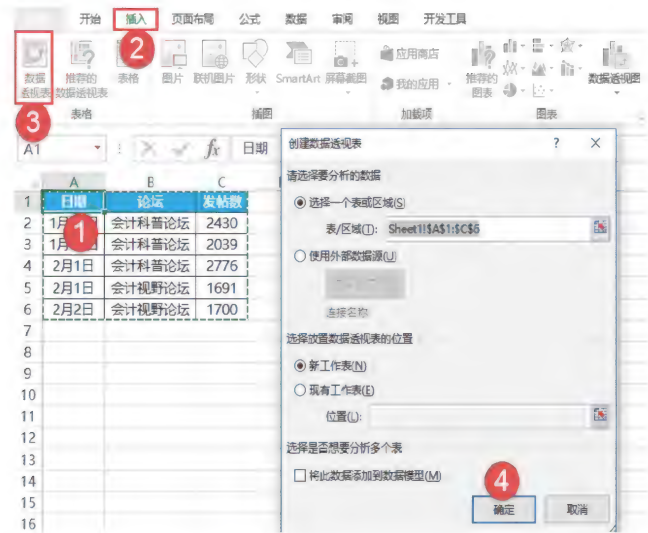 开始 插入 页面布局 公式 数据 审阅 视图 开发工具
2
数据透视表 推荐的数据透视表 表格 图片 联机图片 形状 SmartArt 屏幕截图 应用商店 我的应用 推荐的图表 数据透视图
3
表格 插图 加载项 图表
A1 fx 日期
A B C
1 日期 论坛 发帖数
1
2 1月 会计科普论坛 2430
3 1月 会计科普论坛 2039
4 2月1日 会计科普论坛 2776
5 2月1日 会计视野论坛 1691
6 2月2日 会计视野论坛 1700
7
8
9
10
11
12
13
14
15
16
创建数据透视表 ? ×
请选择要分析的数据
选择一个表或区域(S)
表/区域(T): Sheet1!$A$1:$C$6
使用外部数据源(U)
连接名称:
选择放置数据透视表的位置
新工作表(N)
现有工作表(E)
位置(L):
选择是否想要分析多个表
将此数据添加到数据模型(M)
4
确定 取消